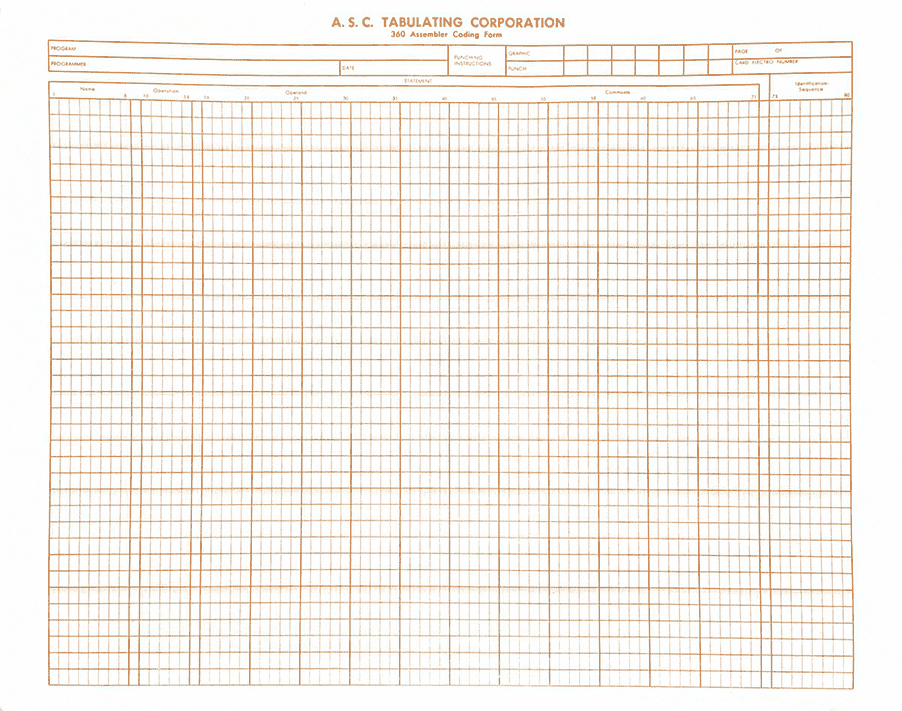 A. S. C. TABULATING CORPORATION
360 Assembler Coding Form
PROGRAM
PUNCHING INSTRUCTIONS
GRAPHIC
PAGE OF
PROGRAMMER
DATE
PUNCH
CARD ELECTRO NUMBER
STATEMENT
Identification-
Sequence
Name
Operation
Operand
Comments
1 8 10 14 16 20 25 30 35 40 45 50 55 60 65 71 73 80